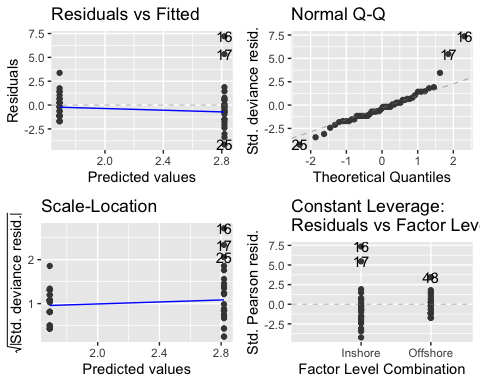 Residuals vs Fitted
Residuals
7.5
5.0
2.5
0.0
-2.5
16
17
25
2.0
2.4
2.8
Predicted values
Normal Q-Q
Std. deviance resid.
7.5
5.0
2.5
0.0
-2.5
16
17
25
-2
-1
0
1
2
Theoretical Quantiles
Scale-Location
√|Std. deviance resid.|
2
1
16
17
25
2.0
2.4
2.8
Predicted values
Constant Leverage:
Residuals vs Factor Leve
Std. Pearson resid.
7.5
5.0
2.5
0.0
-2.5
16
17
48
Inshore
Offshore
Factor Level Combination